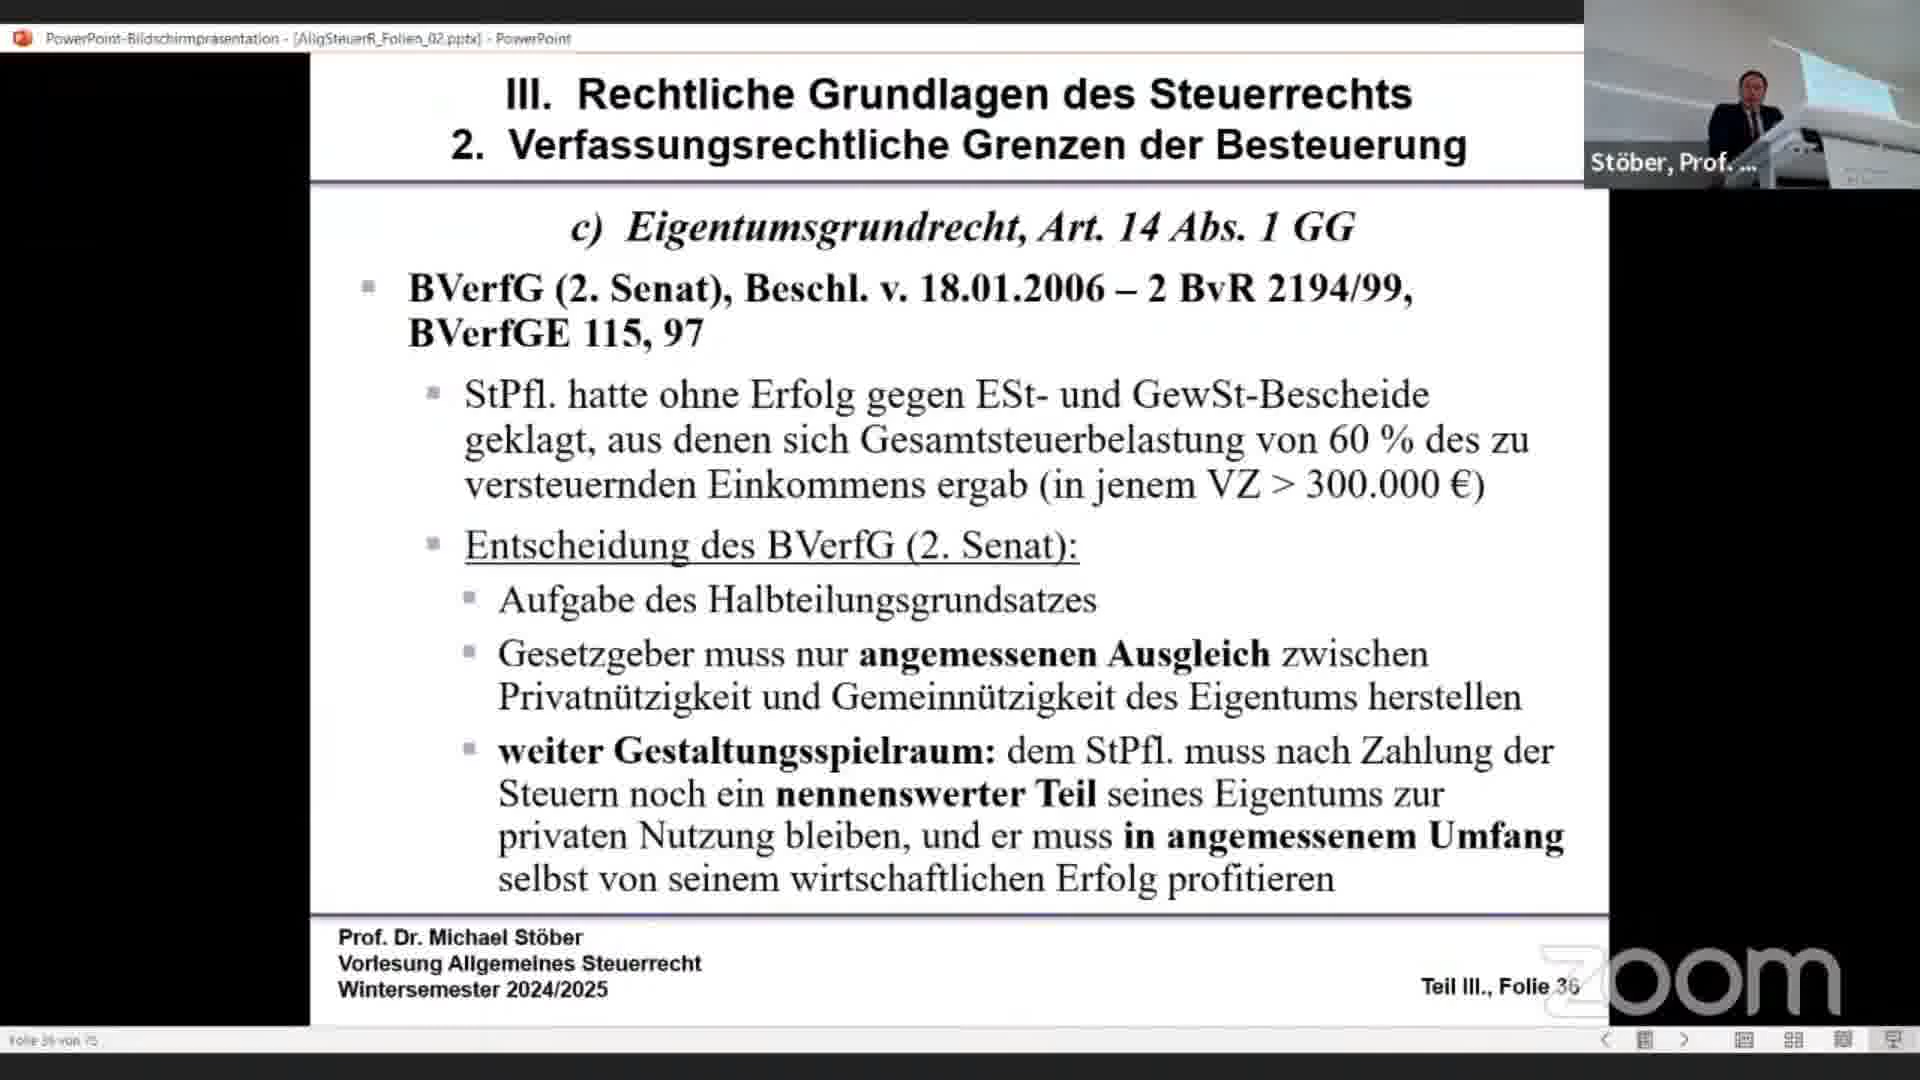 PowerPoint-Bildschirmpräsentation - [AllgSteuerR_Folien_02.pptx] - PowerPoint
III. Rechtliche Grundlagen des Steuerrechts
2. Verfassungsrechtliche Grenzen der Besteuerung
Stöber, Prof. ...
c) Eigentumsgrundrecht, Art. 14 Abs. 1 GG
BVerfG (2. Senat), Beschl. v. 18.01.2006 – 2 BvR 2194/99,
BVerfGE 115, 97
StPfl. hatte ohne Erfolg gegen ESt- und GewSt-Bescheide
geklagt, aus denen sich Gesamtsteuerbelastung von 60 % des zu
versteuernden Einkommens ergab (in jenem VZ > 300.000 €)
Entscheidung des BVerfG (2. Senat):
Aufgabe des Halbteilungsgrundsatzes
Gesetzgeber muss nur angemessenen Ausgleich zwischen
Privatnützigkeit und Gemeinnützigkeit des Eigentums herstellen
weiter Gestaltungsspielraum: dem StPfl. muss nach Zahlung der
Steuern noch ein nennenswerter Teil seines Eigentums zur
privaten Nutzung bleiben, und er muss in angemessenem Umfang
selbst von seinem wirtschaftlichen Erfolg profitieren
Prof. Dr. Michael Stöber
Vorlesung Allgemeines Steuerrecht
Wintersemester 2024/2025
Teil III., Folie 36
zoom
Folie 36 von 75